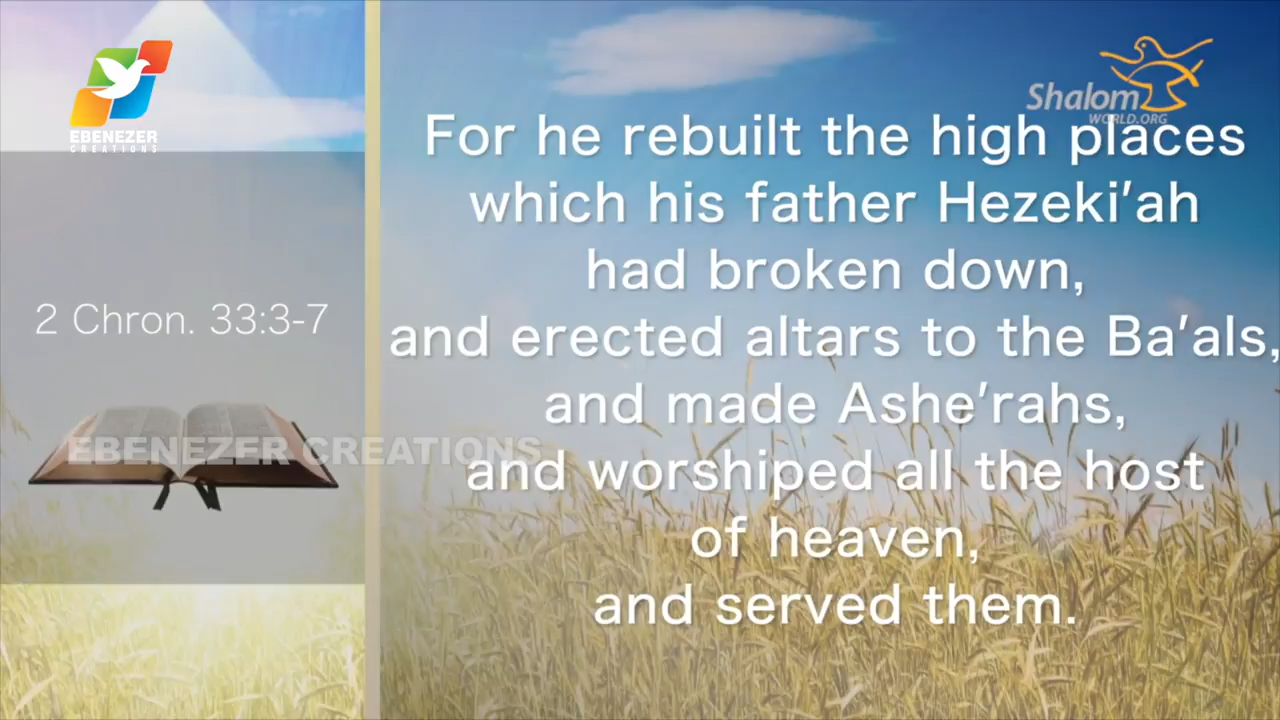 EBENEZER
CREATIONS
Shalom
WORLD.ORG
2 Chron. 33:3-7
For he rebuilt the high places
which his father Hezeki'ah
had broken down,
and erected altars to the Ba'als,
and made Ashe'rahs,
and worshiped all the host
of heaven,
and served them.
EBENEZER CREATIONS